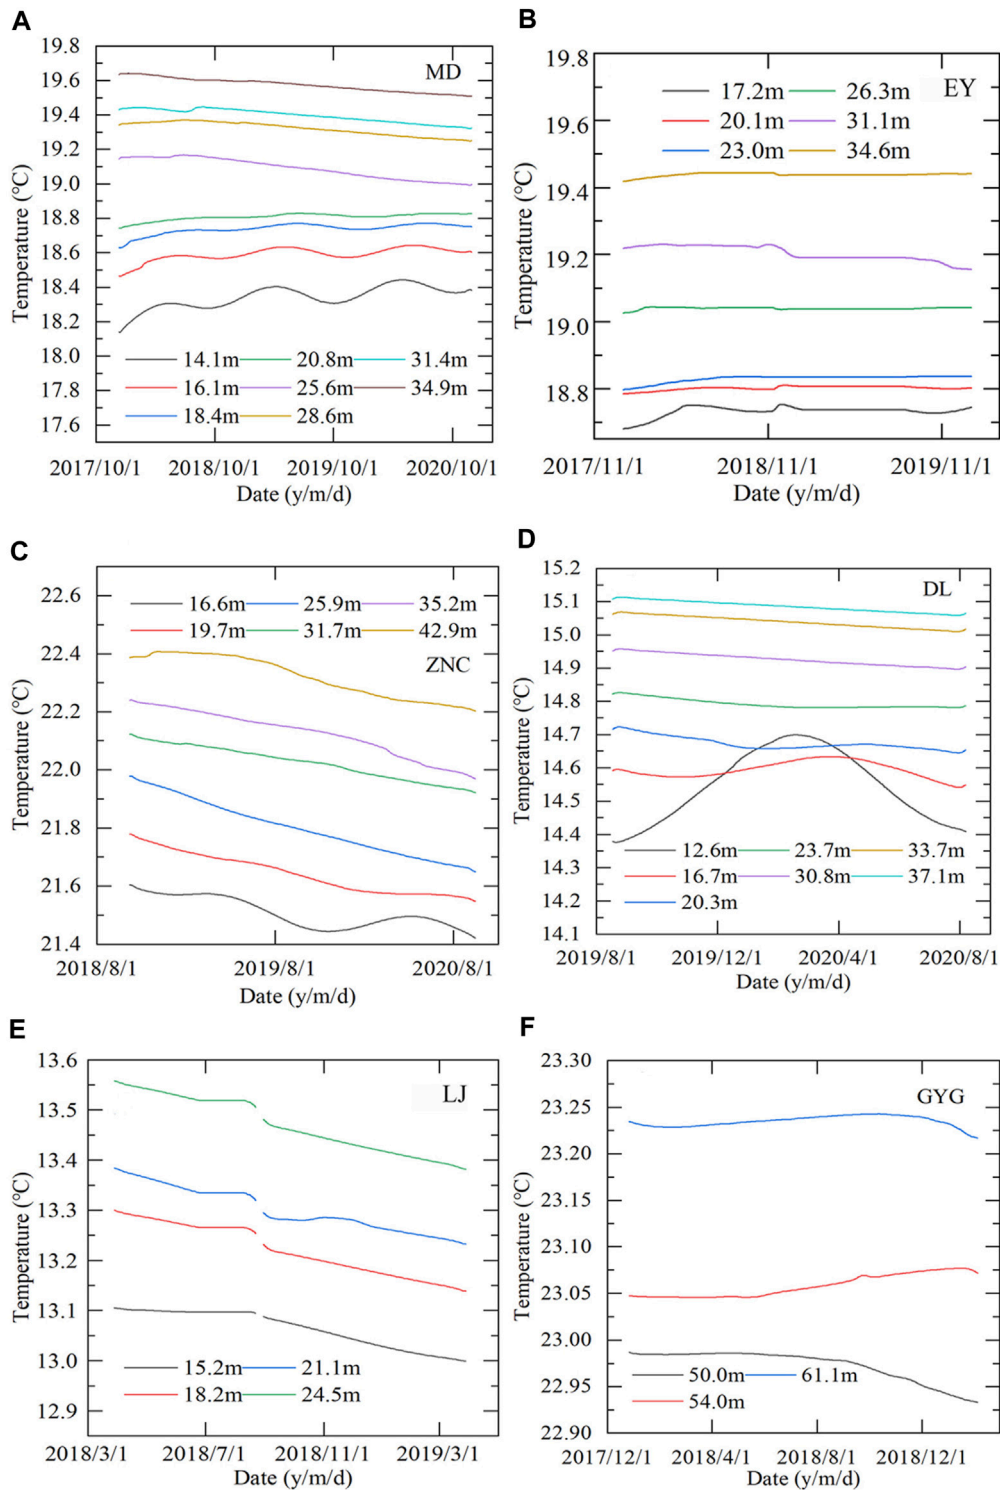 A
19.8
19.6
19.4
19.2
19.0
18.8
18.6
18.4
18.2
18.0
17.8
17.6
Temperature (℃)
MD
14.1m 20.8m 31.4m
16.1m 25.6m 34.9m
18.4m 28.6m
2017/10/1 2018/10/1 2019/10/1 2020/10/1
Date (y/m/d)
B
19.8
19.6
19.4
19.2
19.0
18.8
Temperature (℃)
17.2m 26.3m EY
20.1m 31.1m
23.0m 34.6m
2017/11/1 2018/11/1 2019/11/1
Date (y/m/d)
C
22.6
22.4
22.2
22.0
21.8
21.6
21.4
Temperature (℃)
16.6m 25.9m 35.2m
19.7m 31.7m 42.9m
ZNC
2018/8/1 2019/8/1 2020/8/1
Date (y/m/d)
D
15.2
15.1
15.0
14.9
14.8
14.7
14.6
14.5
14.4
14.3
14.2
14.1
Temperature (℃)
DL
12.6m 23.7m 33.7m
16.7m 30.8m 37.1m
20.3m
2019/8/1 2019/12/1 2020/4/1 2020/8/1
Date (y/m/d)
E
13.6
13.5
13.4
13.3
13.2
13.1
13.0
12.9
Temperature (℃)
LJ
15.2m 21.1m
18.2m 24.5m
2018/3/1 2018/7/1 2018/11/1 2019/3/1
Date (y/m/d)
F
23.30
23.25
23.20
23.15
23.10
23.05
23.00
22.95
22.90
Temperature (℃)
GYG
50.0m 61.1m
54.0m
2017/12/1 2018/4/1 2018/8/1 2018/12/1
Date (y/m/d)